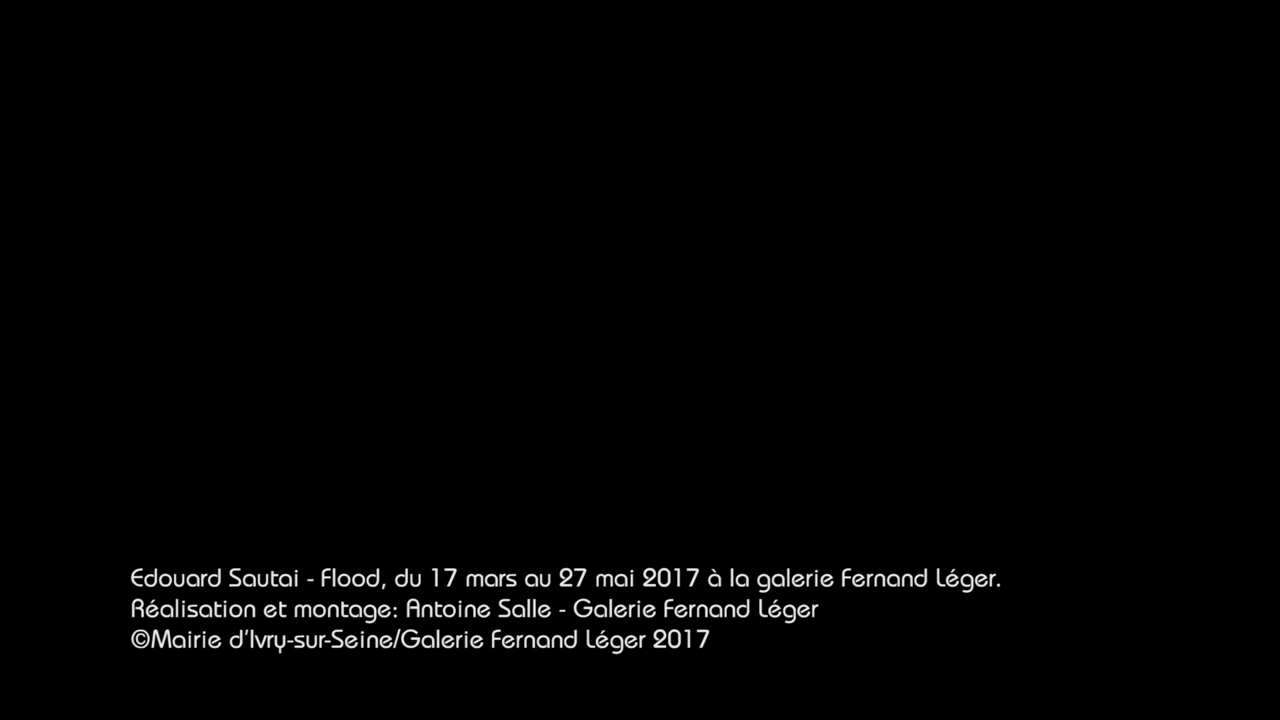 Edouard Sautai - Flood, du 17 mars au 27 mai 2017 à la galerie Fernand Léger.
Réalisation et montage: Antoine Salle - Galerie Fernand Léger
©Mairie d'Ivry-sur-Seine/Galerie Fernand Léger 2017